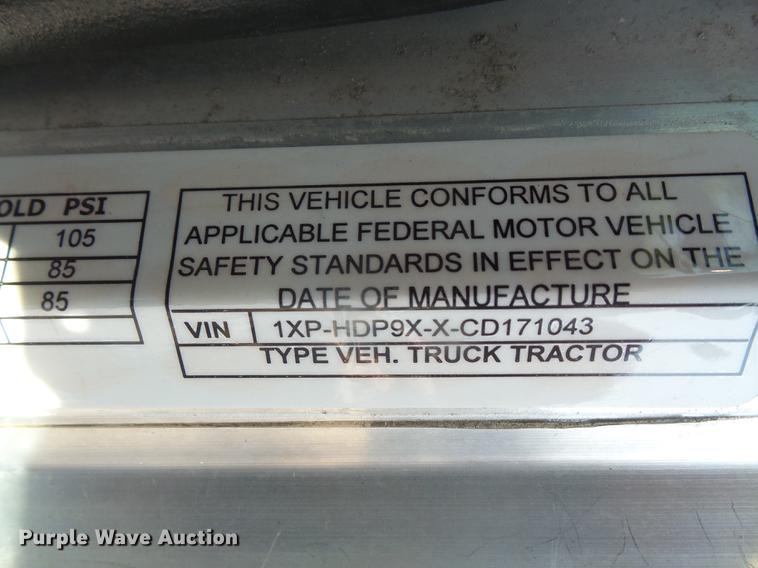 OLD PSI
105
85
85
THIS VEHICLE CONFORMS TO ALL
APPLICABLE FEDERAL MOTOR VEHICLE
SAFETY STANDARDS IN EFFECT ON THE
DATE OF MANUFACTURE
VIN 1XP-HDP9X-X-CD171043
TYPE VEH. TRUCK TRACTOR
Purple Wave Auction